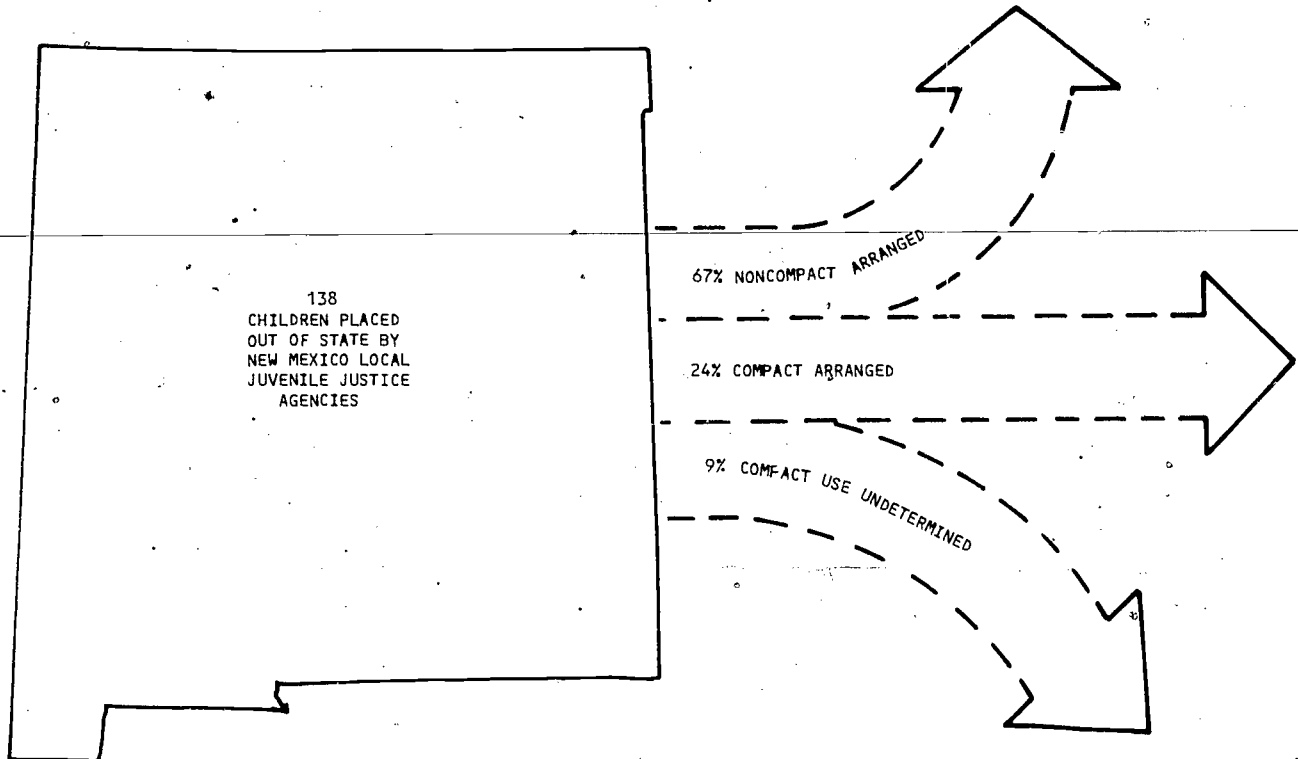 138
CHILDREN PLACED
OUT OF STATE BY
NEW MEXICO LOCAL
JUVENILE JUSTICE
AGENCIES
67% NONCOMPACT ARRANGED
24% COMPACT ARRANGED
9% COMPACT USE UNDETERMINED